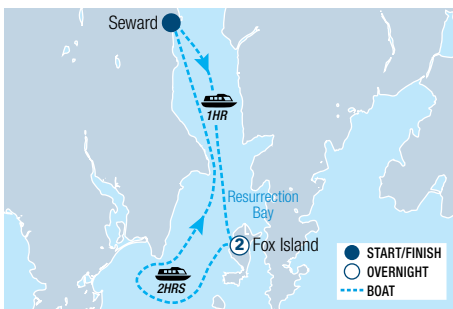 Seward
1HR
Resurrection
Bay
2 Fox Island
2HRS
START/FINISH
OVERNIGHT
BOAT